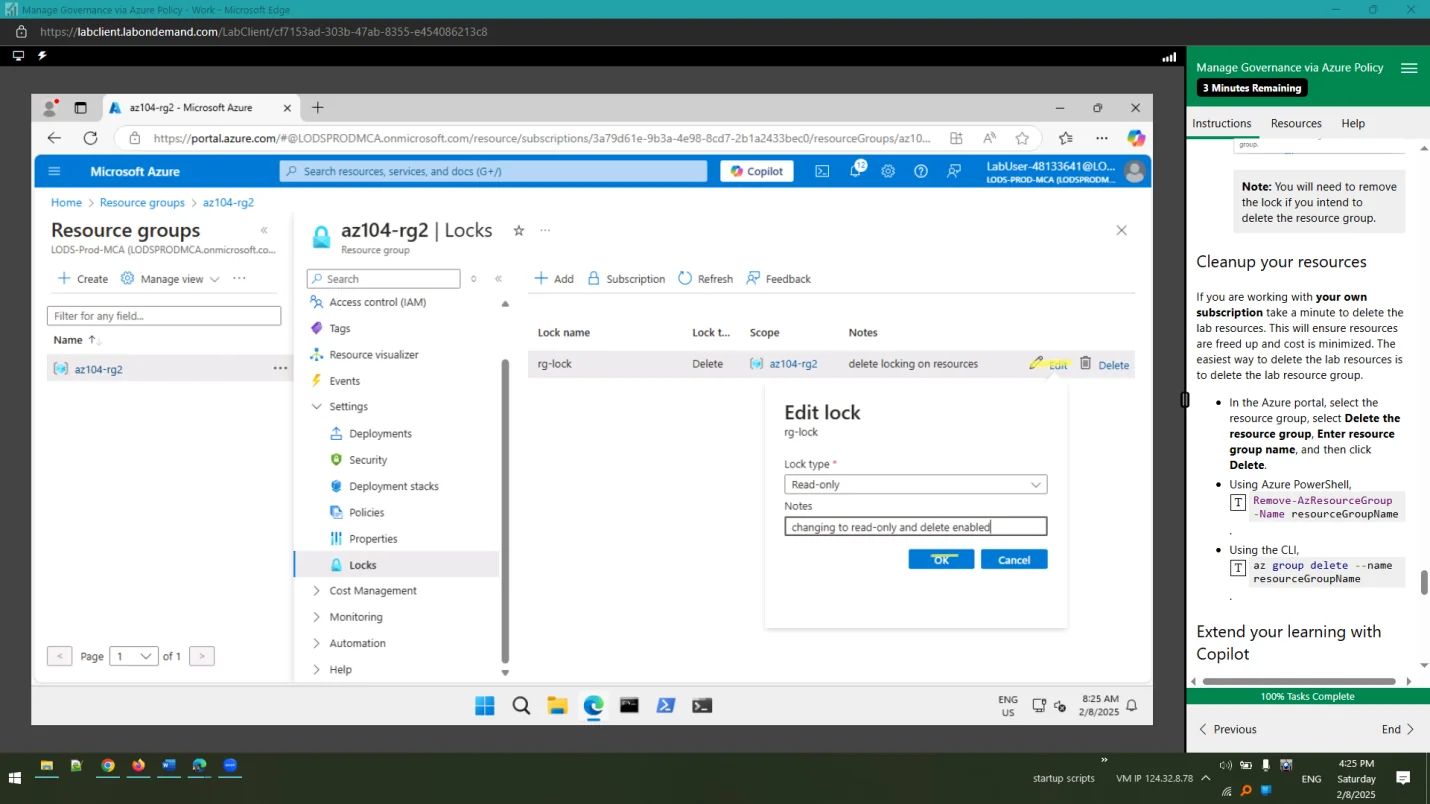 Manage Governance via Azure Policy - Work - Microsoft Edge
https://labclient.labondemand.com/LabClient/cf7153ad-303b-47ab-8355-e454086213c8
az104-rg2 - Microsoft Azure
https://portal.azure.com/#@LODSPRODMCA.onmicrosoft.com/resource/subscriptions/3a79d61e-9b3a-4e98-8cd7-2b1a2433bec0/resourceGroups/az10...
Microsoft Azure
Search resources, services, and docs (G+/)
Copilot
12
LabUser-48133641@LO...
LODS-PROD-MCA (LODSPRODM...
Home > Resource groups > az104-rg2
Resource groups
LODS-Prod-MCA (LODSPRODMCA.onmicrosoft.co...
+ Create
Manage view
...
Filter for any field...
Name ↑
az104-rg2
...
< Page 1 of 1 >
az104-rg2 | Locks
...
Resource group
Search
Access control (IAM)
Tags
Resource visualizer
Events
Settings
Deployments
Security
Deployment stacks
Policies
Properties
Locks
Cost Management
Monitoring
Automation
Help
+ Add
Subscription
Refresh
Feedback
Lock name Lock t... Scope Notes
rg-lock Delete az104-rg2 delete locking on resources Edit Delete
Edit lock
rg-lock
Lock type *
Read-only
Notes
changing to read-only and delete enabled
OK
Cancel
ENG
US
8:25 AM
2/8/2025
Manage Governance via Azure Policy
3 Minutes Remaining
Instructions Resources Help
group.
Note: You will need to remove
the lock if you intend to
delete the resource group.
Cleanup your resources
If you are working with your own
subscription take a minute to delete the
lab resources. This will ensure resources
are freed up and cost is minimized. The
easiest way to delete the lab resources is
to delete the lab resource group.
• In the Azure portal, select the
resource group, select Delete the
resource group, Enter resource
group name, and then click
Delete.
• Using Azure PowerShell,
T Remove-AzResourceGroup
-Name resourceGroupName
.
• Using the CLI,
T az group delete --name
resourceGroupName
.
Extend your learning with
Copilot
100% Tasks Complete
< Previous
End >
startup scripts
»
VM IP 124.32.8.78
ENG
4:25 PM
Saturday
2/8/2025